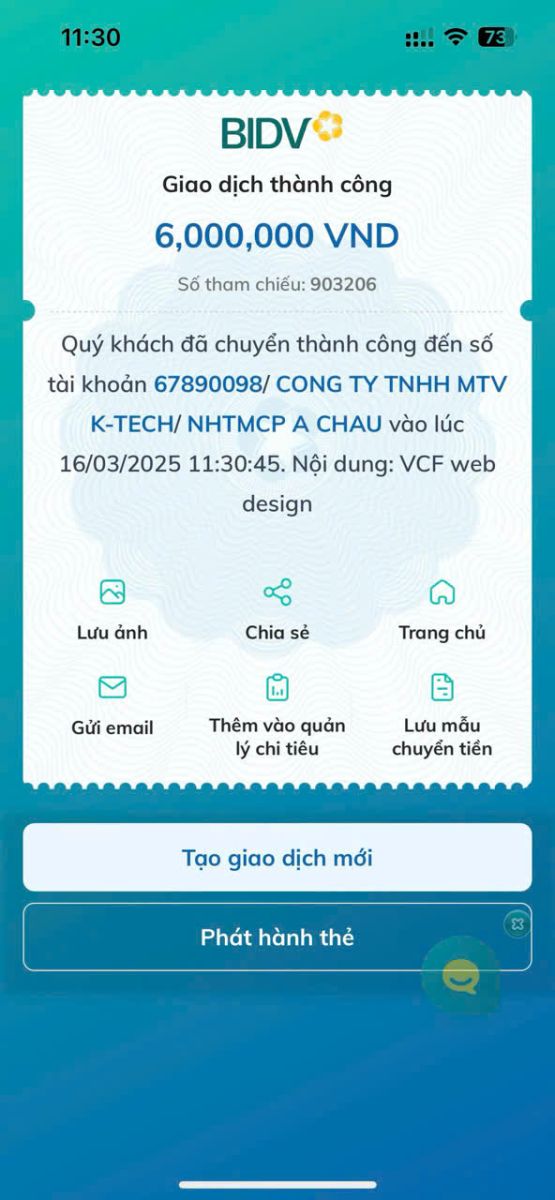 11:30
73
BIDV
Giao dịch thành công
6,000,000 VND
Số tham chiếu: 903206
Quý khách đã chuyển thành công đến số
tài khoản 67890098/ CONG TY TNHH MTV
K-TECH/ NHTMCP A CHAU vào lúc
16/03/2025 11:30:45. Nội dung: VCF web
design
Lưu ảnh
Chia sẻ
Trang chủ
Gửi email
Thêm vào quản
lý chi tiêu
Lưu mẫu
chuyển tiền
Tạo giao dịch mới
Phát hành thẻ